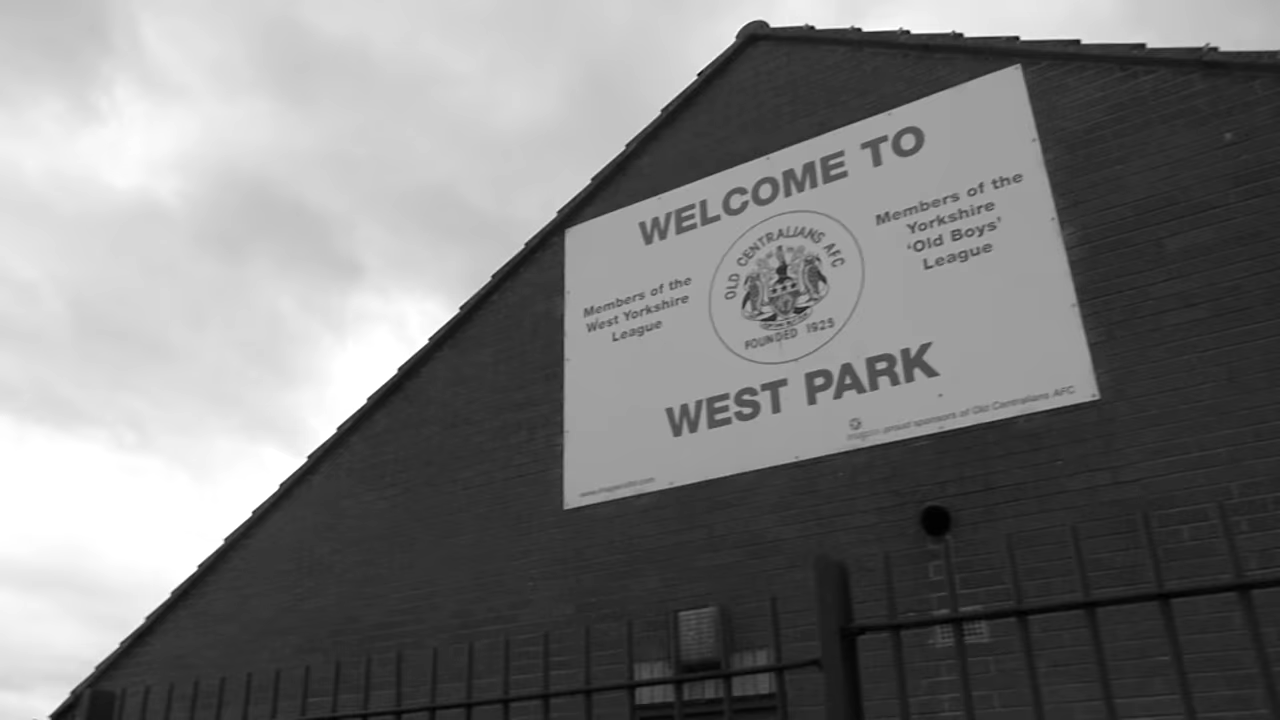 WELCOME TO
Members of the
West Yorkshire
League
OLD CENTRALIANS AFC
FOUNDED 1925
Members of the
Yorkshire
‘Old Boys’
League
WEST PARK
proud sponsors of Old Centralians AFC